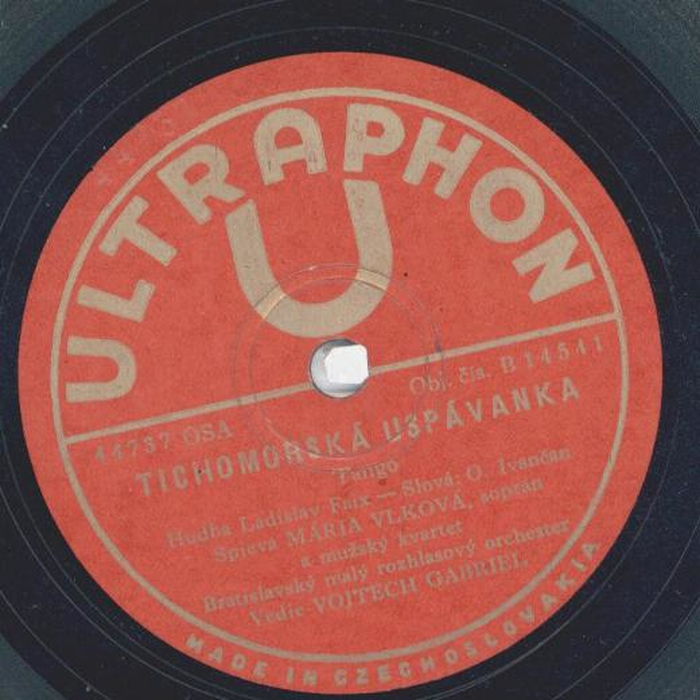 ULTRAPHON
U
Obj. čís. B 14541
44737 OSA
TICHOMORSKÁ USPÁVANKA
Tango
Hudba Ladislav Faix — Slová: O. Ivančan
Spieva MÁRIA VLKOVÁ, soprán
a mužský kvartet
Bratislavský malý rozhlasový orchester
Vedie VOJTECH GABRIEL.
MADE IN CZECHOSLOVAKIA